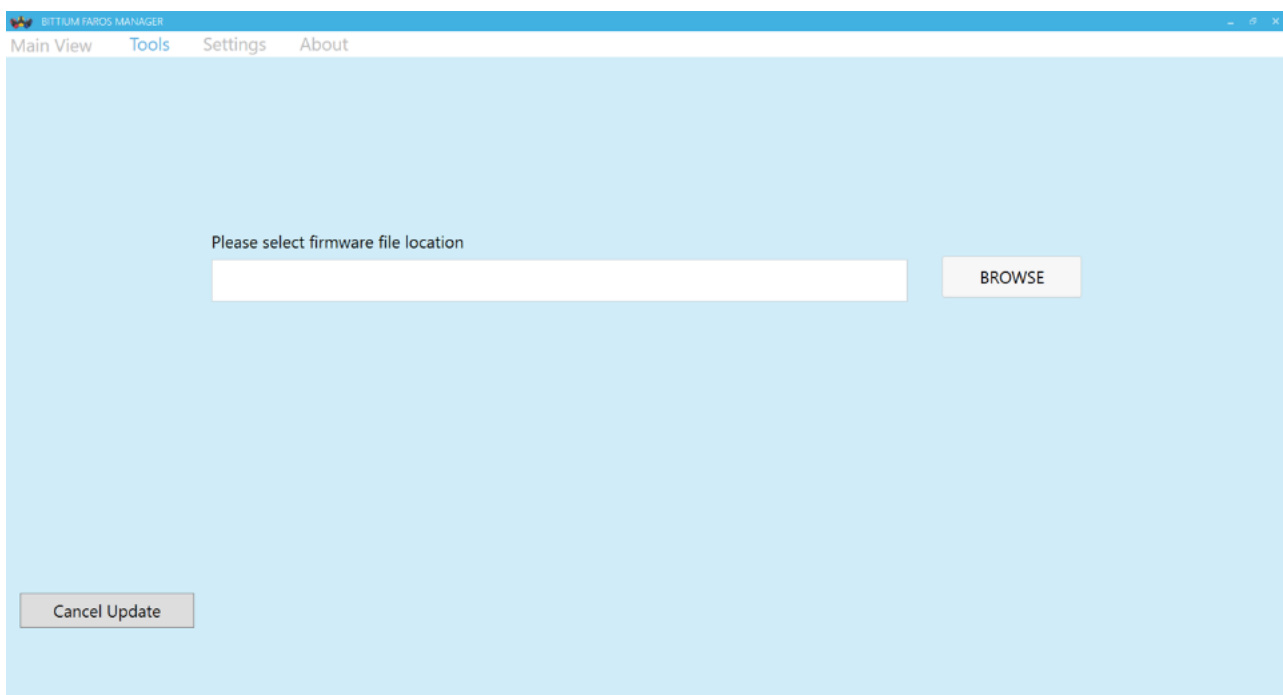 BITTIUM FAROS MANAGER
Main View Tools Settings About
Please select firmware file location
BROWSE
Cancel Update